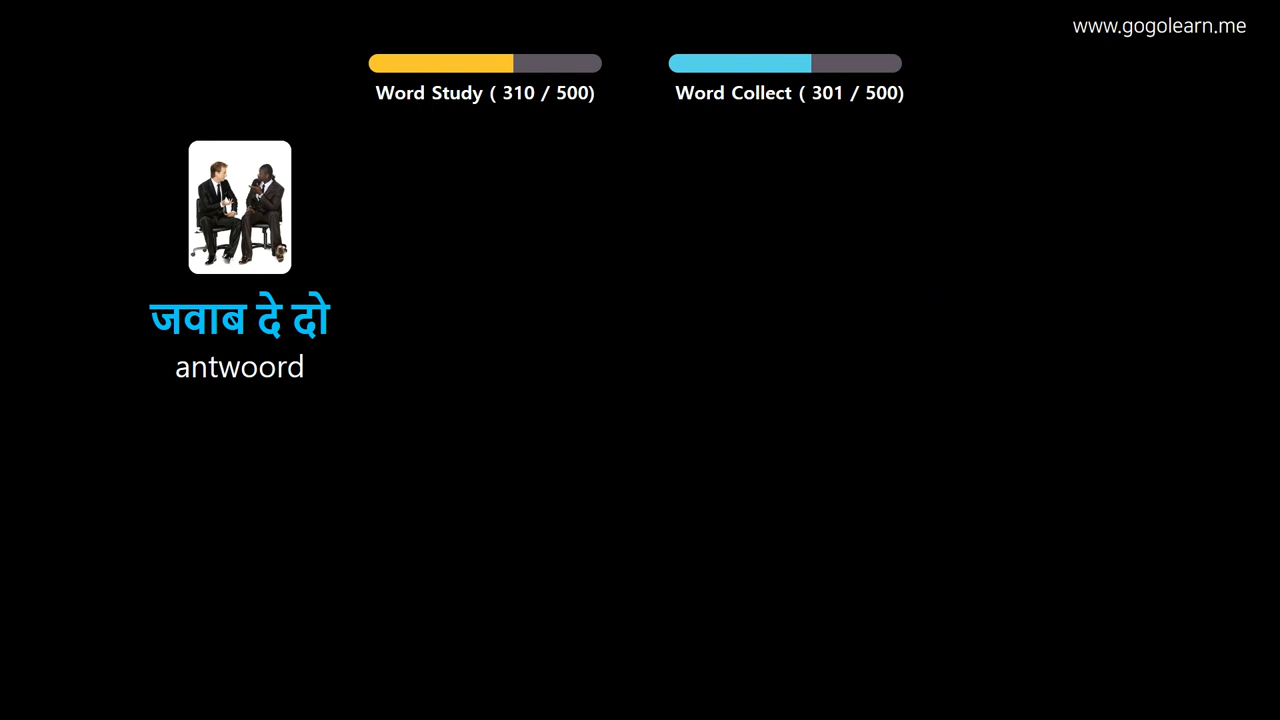 www.gogolearn.me
Word Study ( 310 / 500)
Word Collect ( 301 / 500)
जवाब दे दो
antwoord